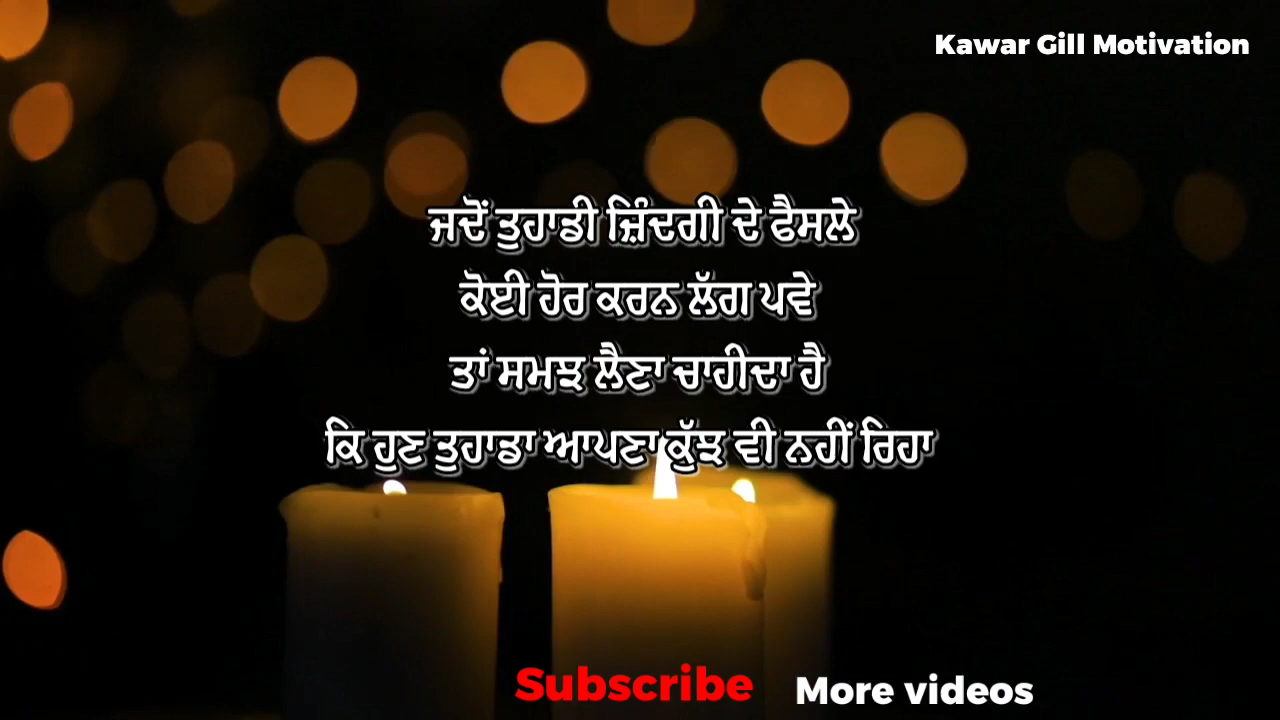 Kawar Gill Motivation
ਜਦੋਂ ਤੁਹਾਡੀ ਜ਼ਿੰਦਗੀ ਦੇ ਫੈਸਲੇ
ਕੋਈ ਹੋਰ ਕਰਨ ਲੱਗ ਪਵੇ
ਤਾਂ ਸਮਝ ਲੈਣਾ ਚਾਹੀਦਾ ਹੈ
ਕਿ ਹੁਣ ਤੁਹਾਡਾ ਆਪਣਾ ਕੁੱਝ ਵੀ ਨਹੀਂ ਰਿਹਾ
Subscribe More videos